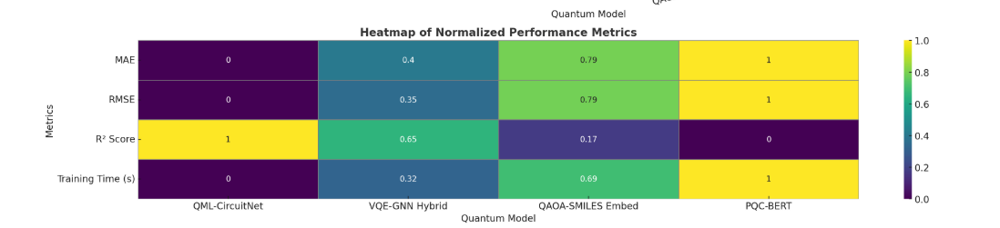 Quantum Model
Heatmap of Normalized Performance Metrics
Metrics
MAE 0 0.4 0.79 1
RMSE 0 0.35 0.79 1
R² Score 1 0.65 0.17 0
Training Time (s) 0 0.32 0.69 1
QML-CircuitNet VQE-GNN Hybrid QAOA-SMILES Embed PQC-BERT
Quantum Model
1.0
0.8
0.6
0.4
0.2
0.0